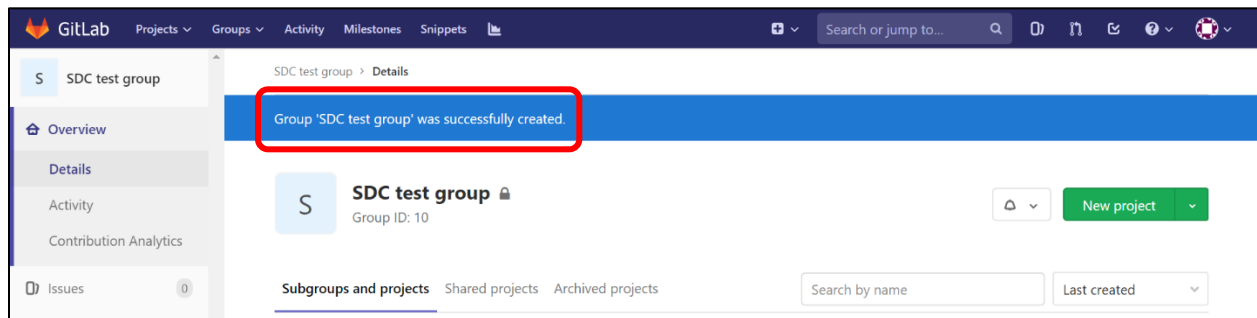 GitLab Projects Groups Activity Milestones Snippets Search or jump to...
S SDC test group
SDC test group > Details
Group 'SDC test group' was successfully created.
Overview
Details
Activity
Contribution Analytics
Issues 0
S SDC test group
Group ID: 10
New project
Subgroups and projects Shared projects Archived projects Search by name Last created